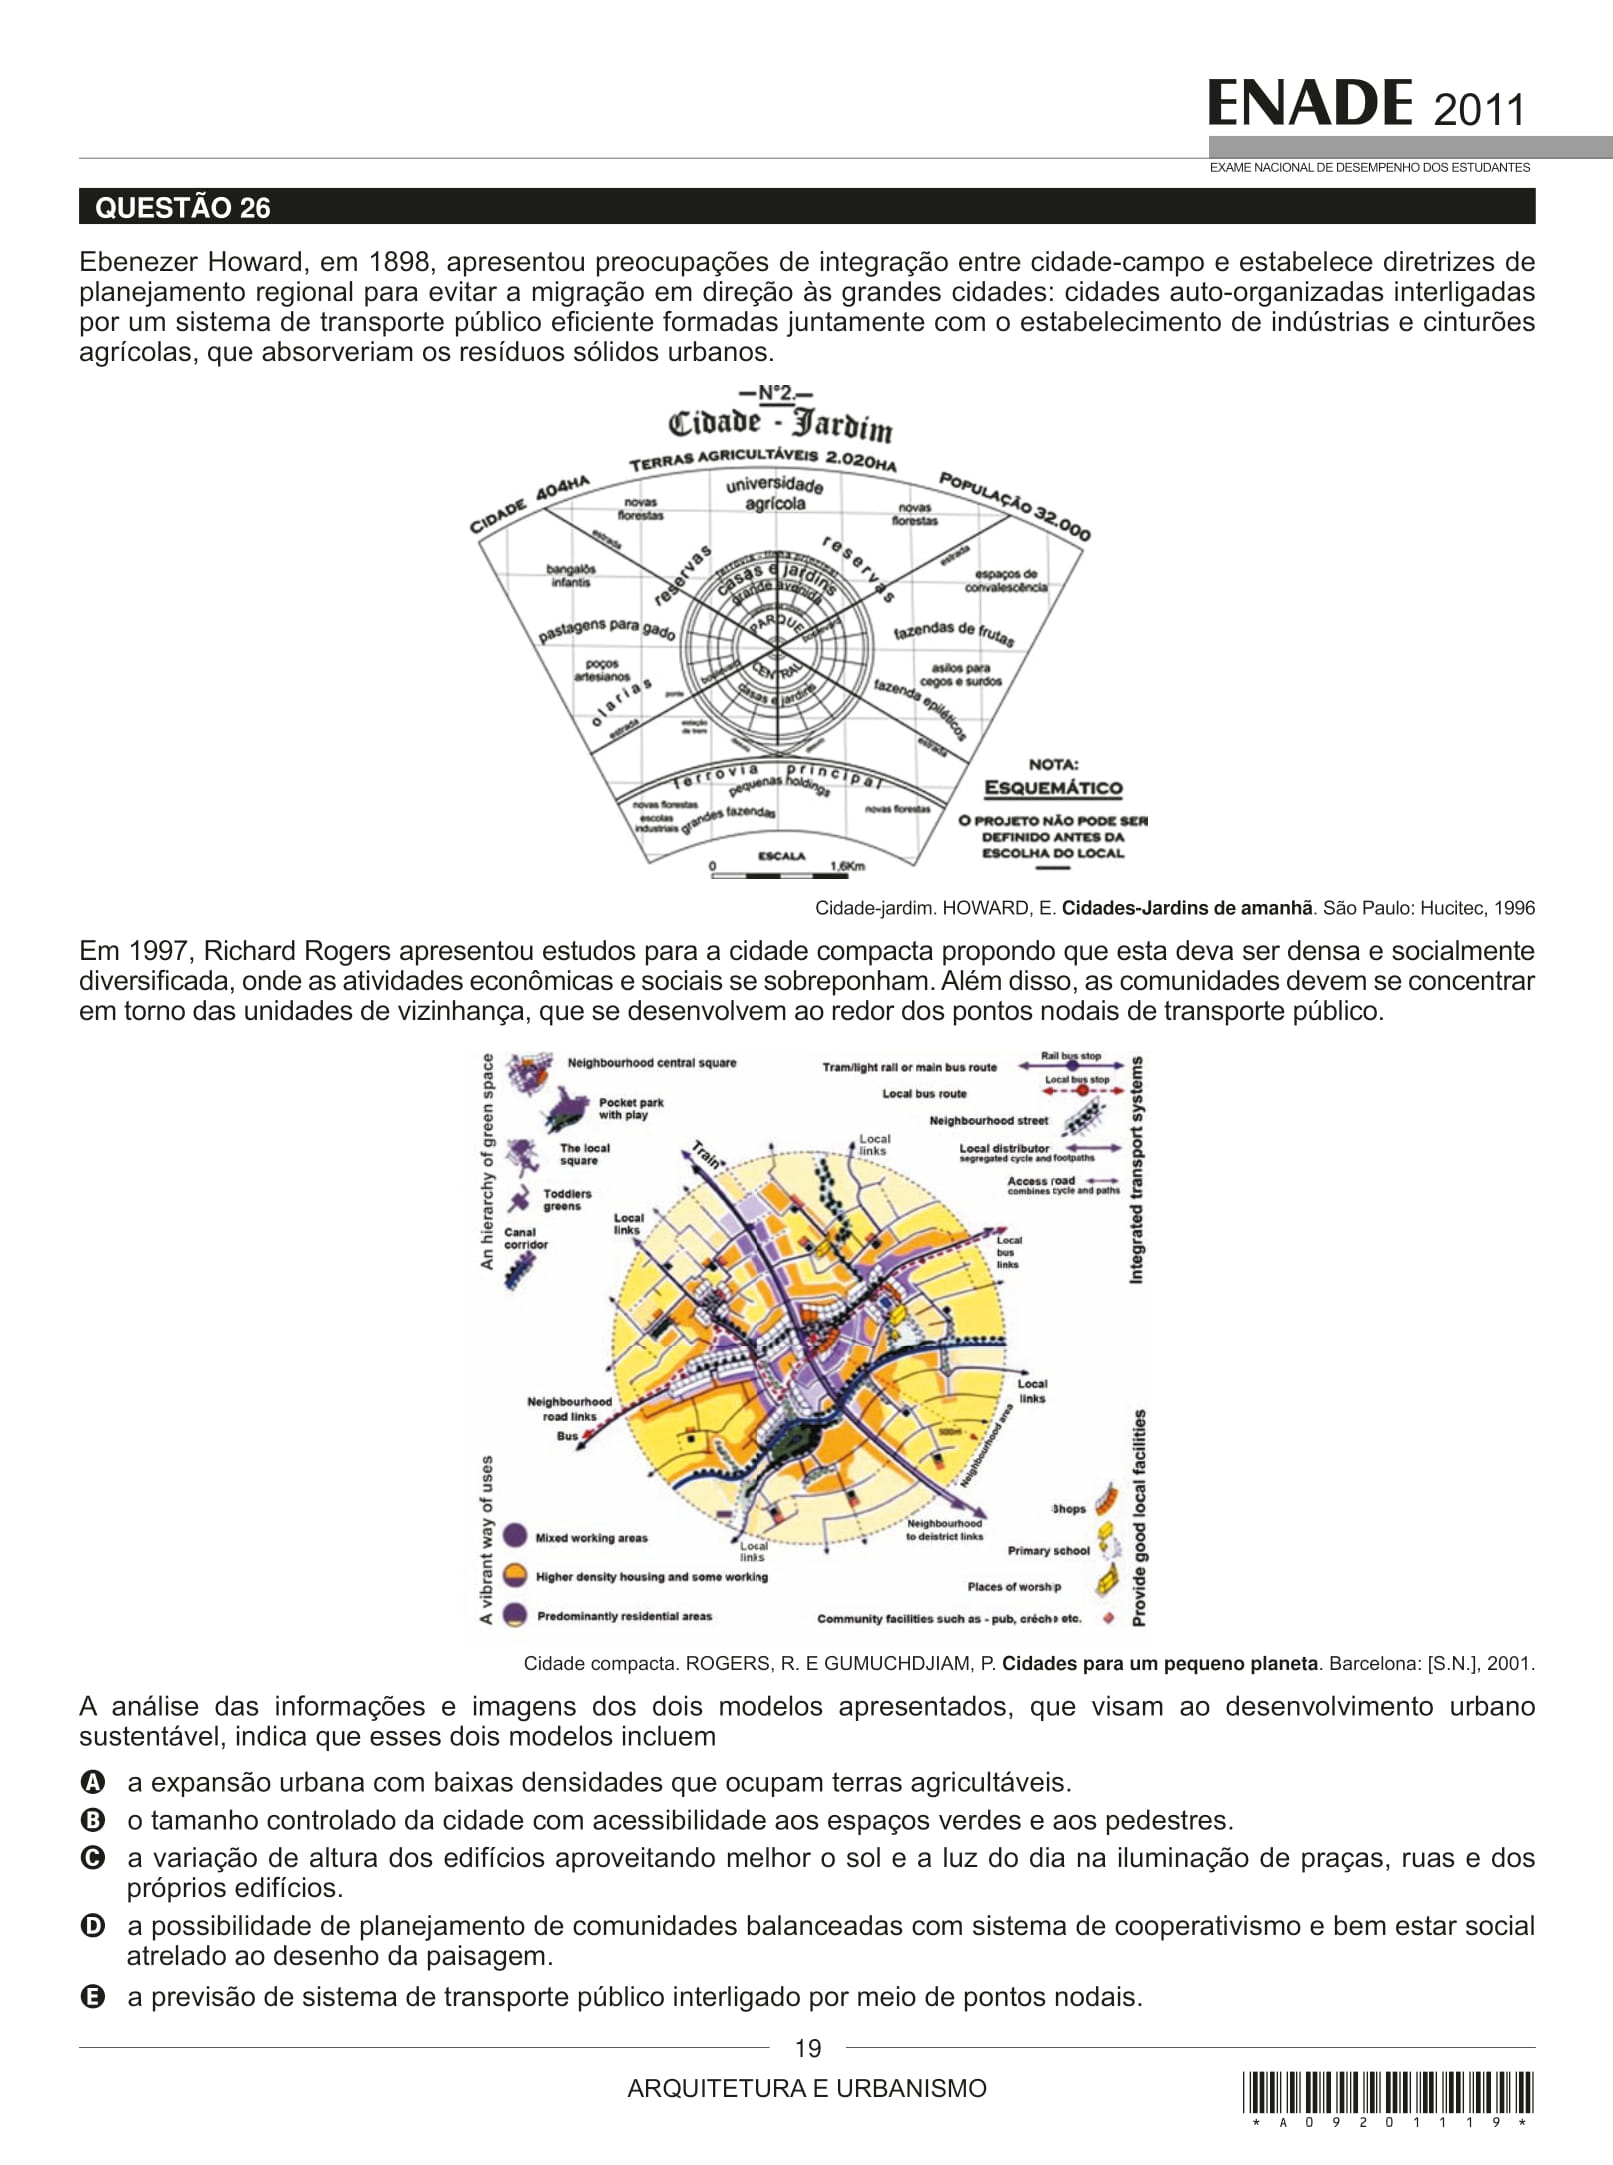 ENADE 2011
EXAME NACIONAL DE DESEMPENHO DOS ESTUDANTES
QUESTÃO 26
Ebenezer Howard, em 1898, apresentou preocupações de integração entre cidade-campo e estabelece diretrizes de
planejamento regional para evitar a migração em direção às grandes cidades: cidades auto-organizadas interligadas
por um sistema de transporte público eficiente formadas juntamente com o estabelecimento de indústrias e cinturões
agrícolas, que absorveriam os resíduos sólidos urbanos.
—Nº2.—
Cidade - Jardim
TERRAS AGRICULTÁVEIS 2.020HA
CIDADE 404HA
POPULAÇÃO 32.000
universidade
agrícola
novas
florestas
novas
florestas
estrada
estrada
reservas
reservas
ferrovia - linha principal
casas e jardins
grande avenida
bangalôs
infantis
espaços de
convalescência
PARQUE
boulevard
pastagens para gado
fazendas de frutas
poços
artesianos
asilos para
cegos e surdos
CENTRAL
boulevard
olarias
ponte
casas e jardins
fazenda epiléticos
estrada
estação
de trem
desvio
desvio
estrada
ferrovia principal
pequenas holdings
novas florestas
escolas
industriais
grandes fazendas
novas florestas
NOTA:
ESQUEMÁTICO
O PROJETO NÃO PODE SER
DEFINIDO ANTES DA
ESCOLHA DO LOCAL
ESCALA
0 1,6Km
Cidade-jardim. HOWARD, E. Cidades-Jardins de amanhã. São Paulo: Hucitec, 1996
Em 1997, Richard Rogers apresentou estudos para a cidade compacta propondo que esta deva ser densa e socialmente
diversificada, onde as atividades econômicas e sociais se sobreponham. Além disso, as comunidades devem se concentrar
em torno das unidades de vizinhança, que se desenvolvem ao redor dos pontos nodais de transporte público.
An hierarchy of green space
Neighbourhood central square
Pocket park
with play
The local
square
Toddlers
greens
Canal
corridor
Tram/light rall or main bus route
Rail bus stop
Local bus route
Local bus stop
Neighbourhood street
Local distributor
segregated cycle and footpaths
Access road
combines cycle and paths
Integrated transport systems
Train
Local
links
Local
links
Local
bus
links
Local
links
Neighbourhood
road links
Bus
500m
Neighbourhood area
Neighbourhood
to deistrict links
Local
links
A vibrant way of uses
Mixed working areas
Higher density housing and some working
Predominantly residential areas
Shops
Primary school
Places of worship
Community facilities such as - pub, créche etc.
Provide good local facilities
Cidade compacta. ROGERS, R. E GUMUCHDJIAM, P. Cidades para um pequeno planeta. Barcelona: [S.N.], 2001.
A análise das informações e imagens dos dois modelos apresentados, que visam ao desenvolvimento urbano
sustentável, indica que esses dois modelos incluem
A a expansão urbana com baixas densidades que ocupam terras agricultáveis.
B o tamanho controlado da cidade com acessibilidade aos espaços verdes e aos pedestres.
C a variação de altura dos edifícios aproveitando melhor o sol e a luz do dia na iluminação de praças, ruas e dos
próprios edifícios.
D a possibilidade de planejamento de comunidades balanceadas com sistema de cooperativismo e bem estar social
atrelado ao desenho da paisagem.
E a previsão de sistema de transporte público interligado por meio de pontos nodais.
19
ARQUITETURA E URBANISMO
* A 0 9 2 0 1 1 1 9 *